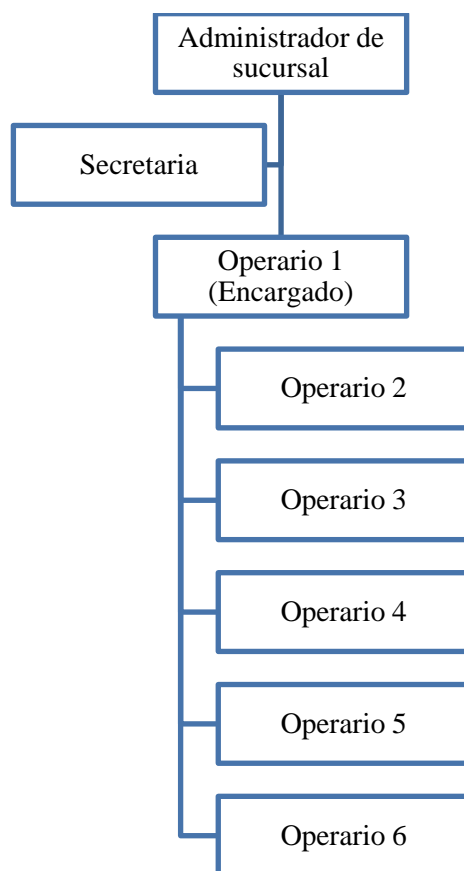 Administrador de
sucursal
Secretaria
Operario 1
(Encargado)
Operario 2
Operario 3
Operario 4
Operario 5
Operario 6